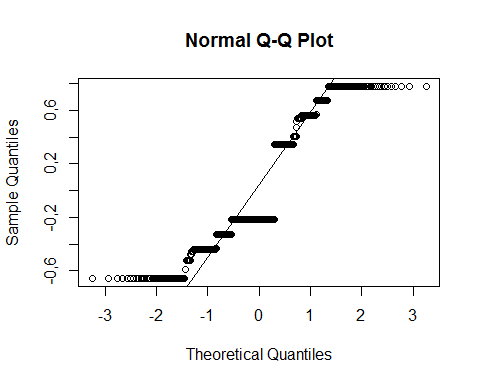 Normal Q-Q Plot
Sample Quantiles
0,6
0,2
-0,2
-0,6
-3 -2 -1 0 1 2 3
Theoretical Quantiles